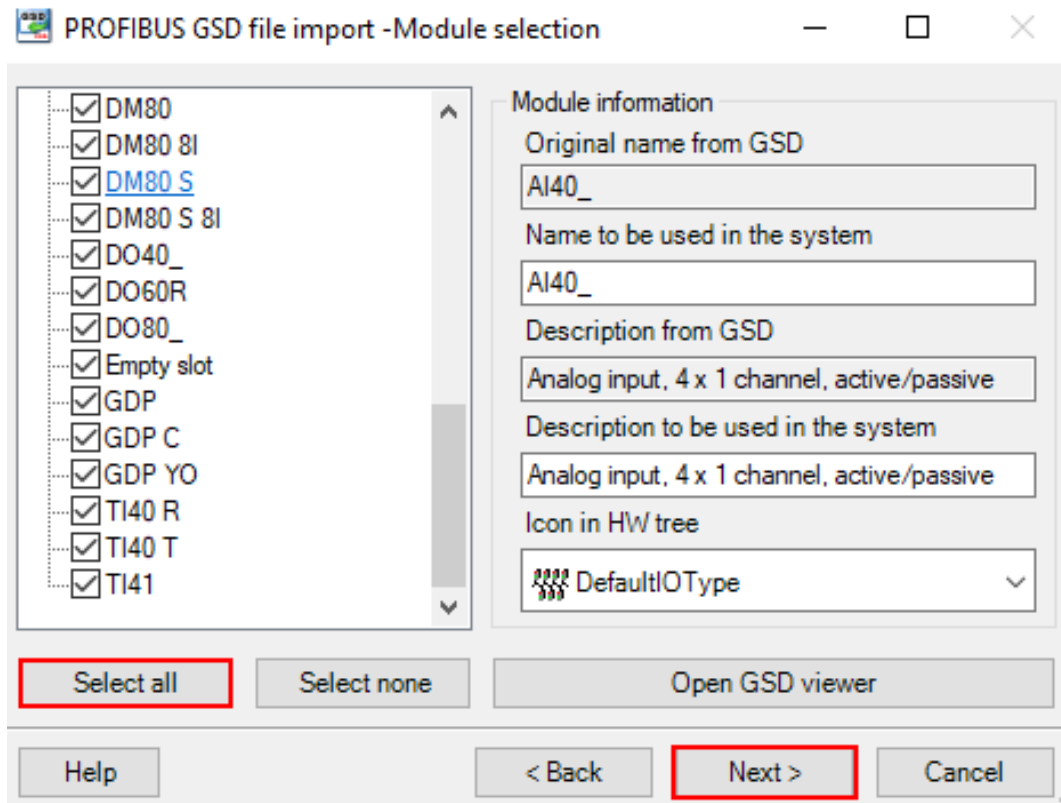 PROFIBUS GSD file import -Module selection
DM80
DM80 8I
DM80 S
DM80 S 8I
DO40_
DO60R
DO80_
Empty slot
GDP
GDP C
GDP YO
TI40 R
TI40 T
TI41
Module information
Original name from GSD
AI40_
Name to be used in the system
AI40_
Description from GSD
Analog input, 4 x 1 channel, active/passive
Description to be used in the system
Analog input, 4 x 1 channel, active/passive
Icon in HW tree
DefaultIOType
Select all
Select none
Open GSD viewer
Help
< Back
Next >
Cancel